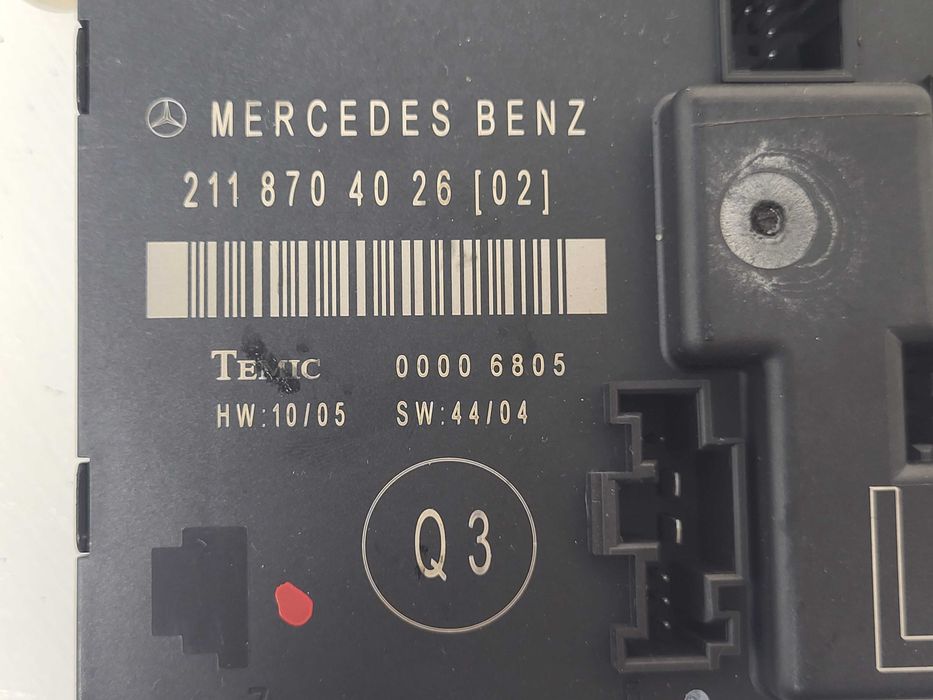 MERCEDES BENZ
211 870 40 26 [02]
TEMIC 0000 6805
HW:10/05 SW:44/04
Q3